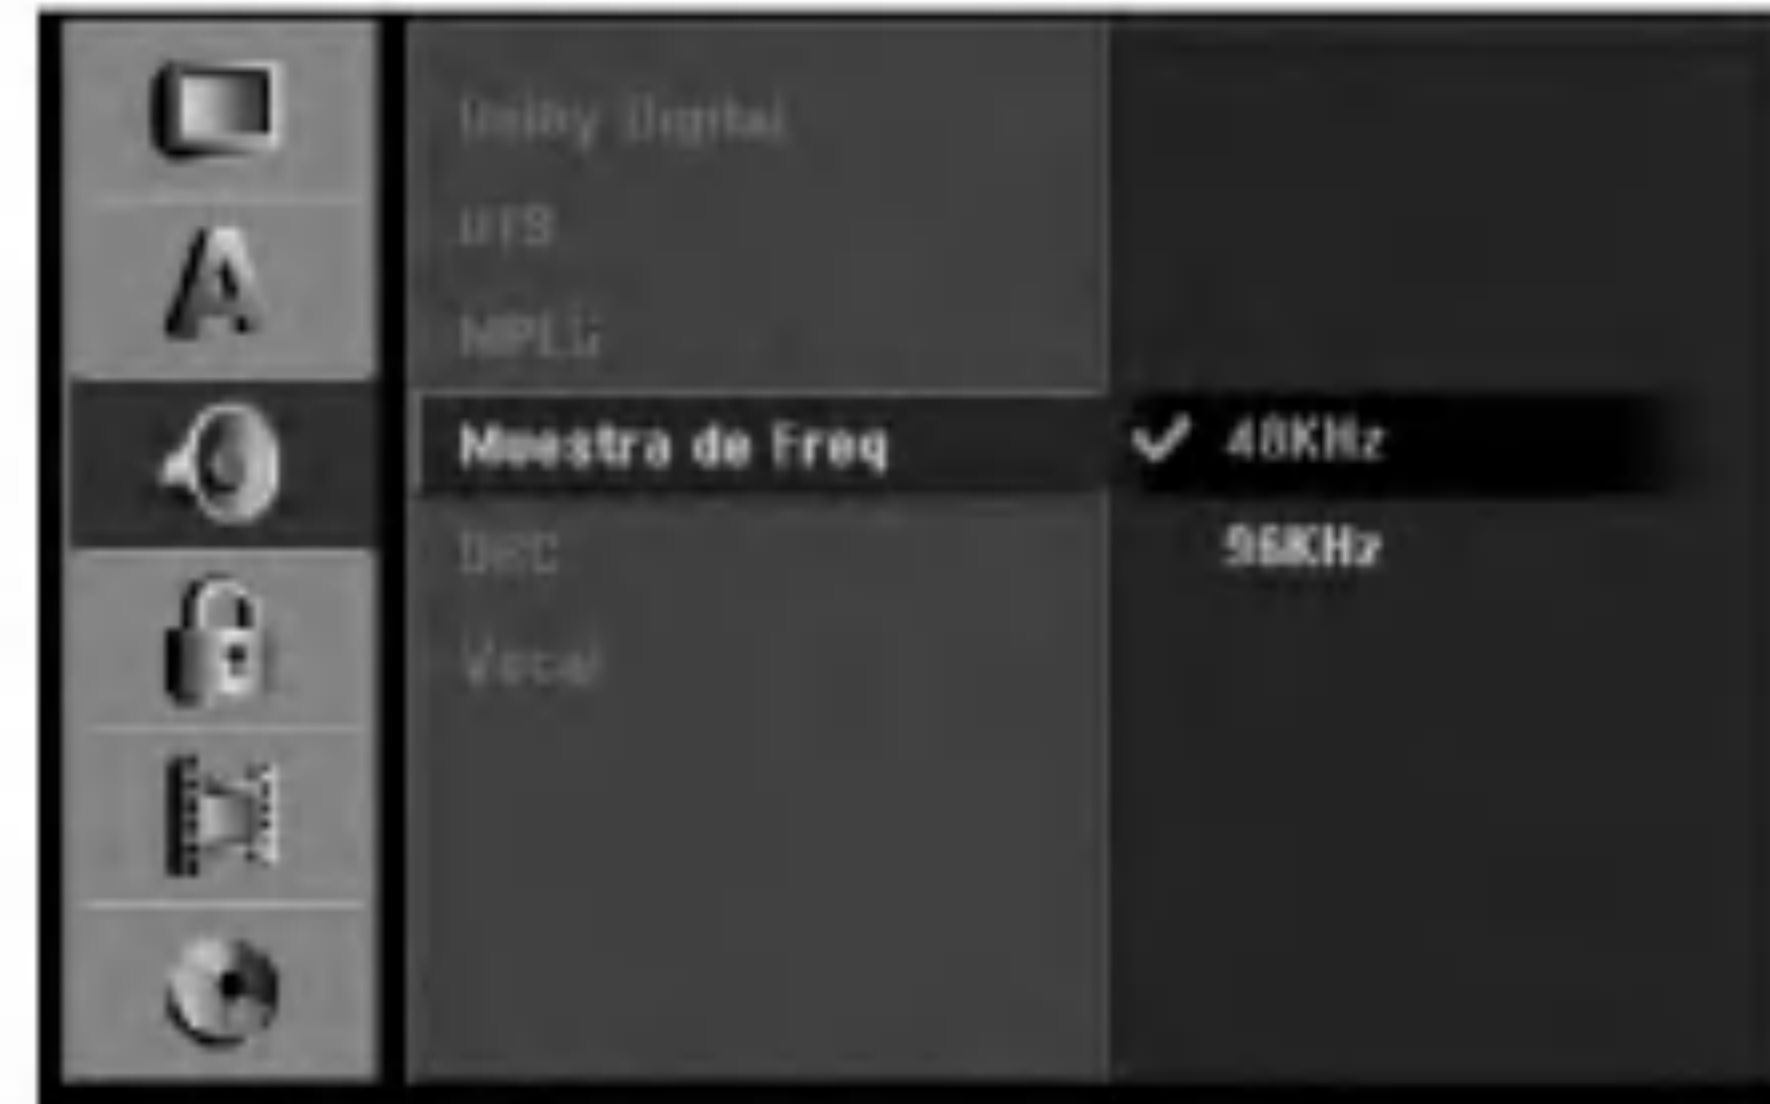 Dolby Digital
DTS
MPEG
Muestra de Freq
48KHz
96KHz
DRC
Vocal